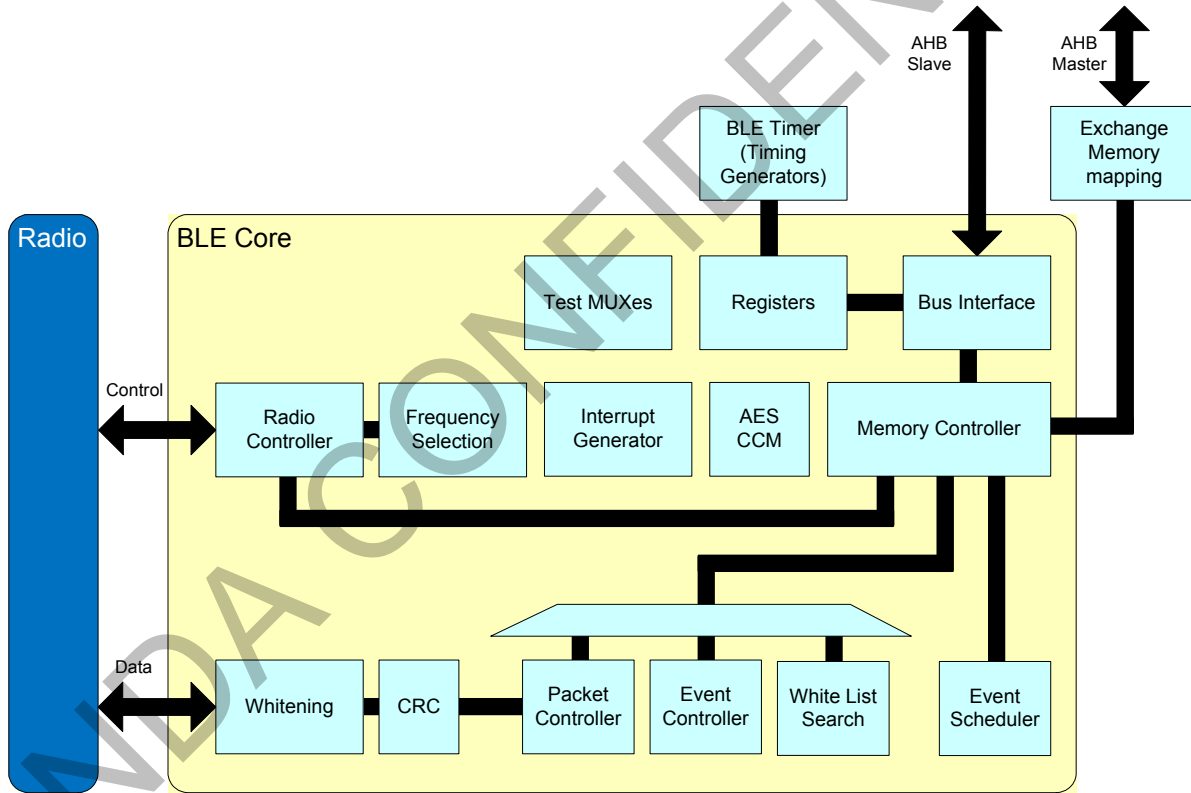 AHB
Slave
AHB
Master
BLE Timer
(Timing
Generators)
Exchange
Memory
mapping
Radio
BLE Core
Test MUXes
Registers
Bus Interface
Control
Radio
Controller
Frequency
Selection
Interrupt
Generator
AES
CCM
Memory Controller
Data
Whitening
CRC
Packet
Controller
Event
Controller
White List
Search
Event
Scheduler
NDA CONFIDEN